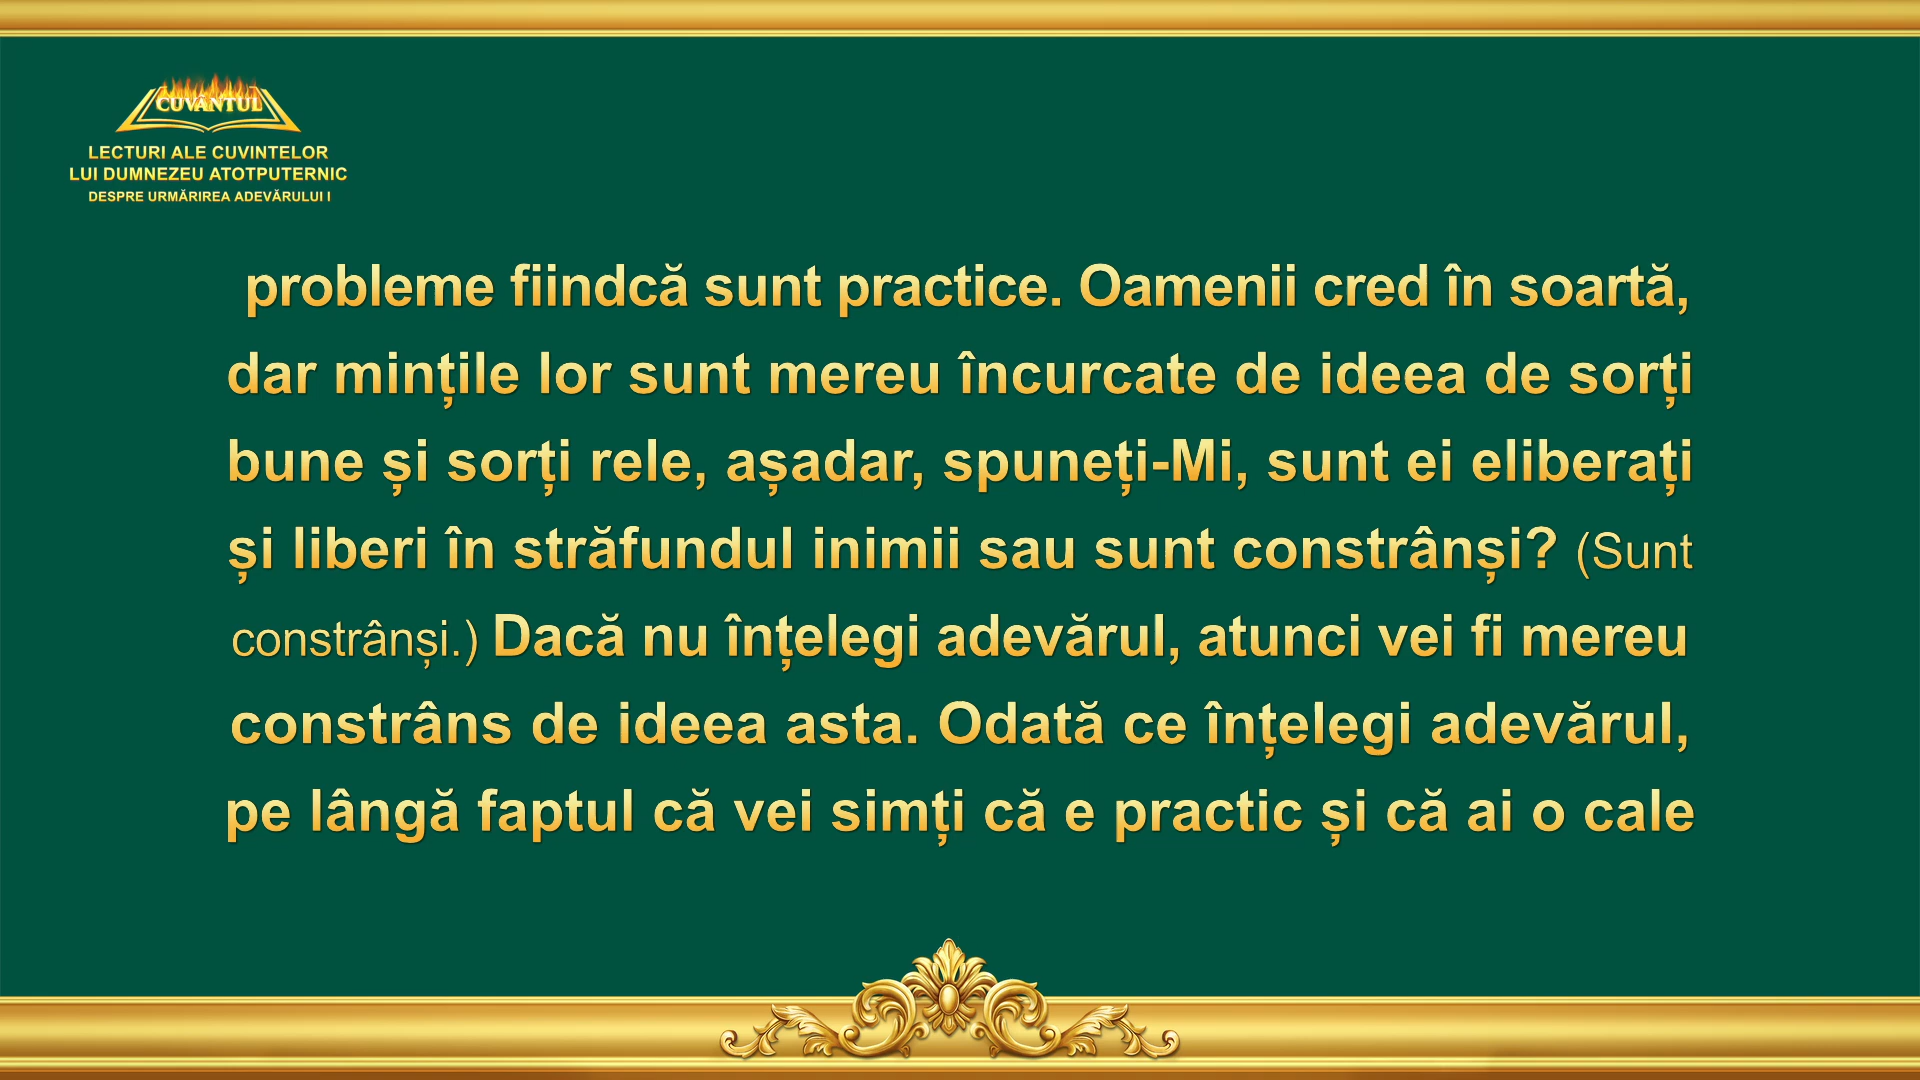 CUVÂNTUL
LECTURI ALE CUVINTELOR
LUI DUMNEZEU ATOTPUTERNIC
DESPRE URMĂRIREA ADEVĂRULUI I
probleme fiindcă sunt practice. Oamenii cred în soartă,
dar mințile lor sunt mereu încurcate de ideea de sorți
bune și sorți rele, așadar, spuneți-Mi, sunt ei eliberați
și liberi în străfundul inimii sau sunt constrânși? (Sunt
constrânși.) Dacă nu înțelegi adevărul, atunci vei fi mereu
constrâns de ideea asta. Odată ce înțelegi adevărul,
pe lângă faptul că vei simți că e practic și că ai o cale